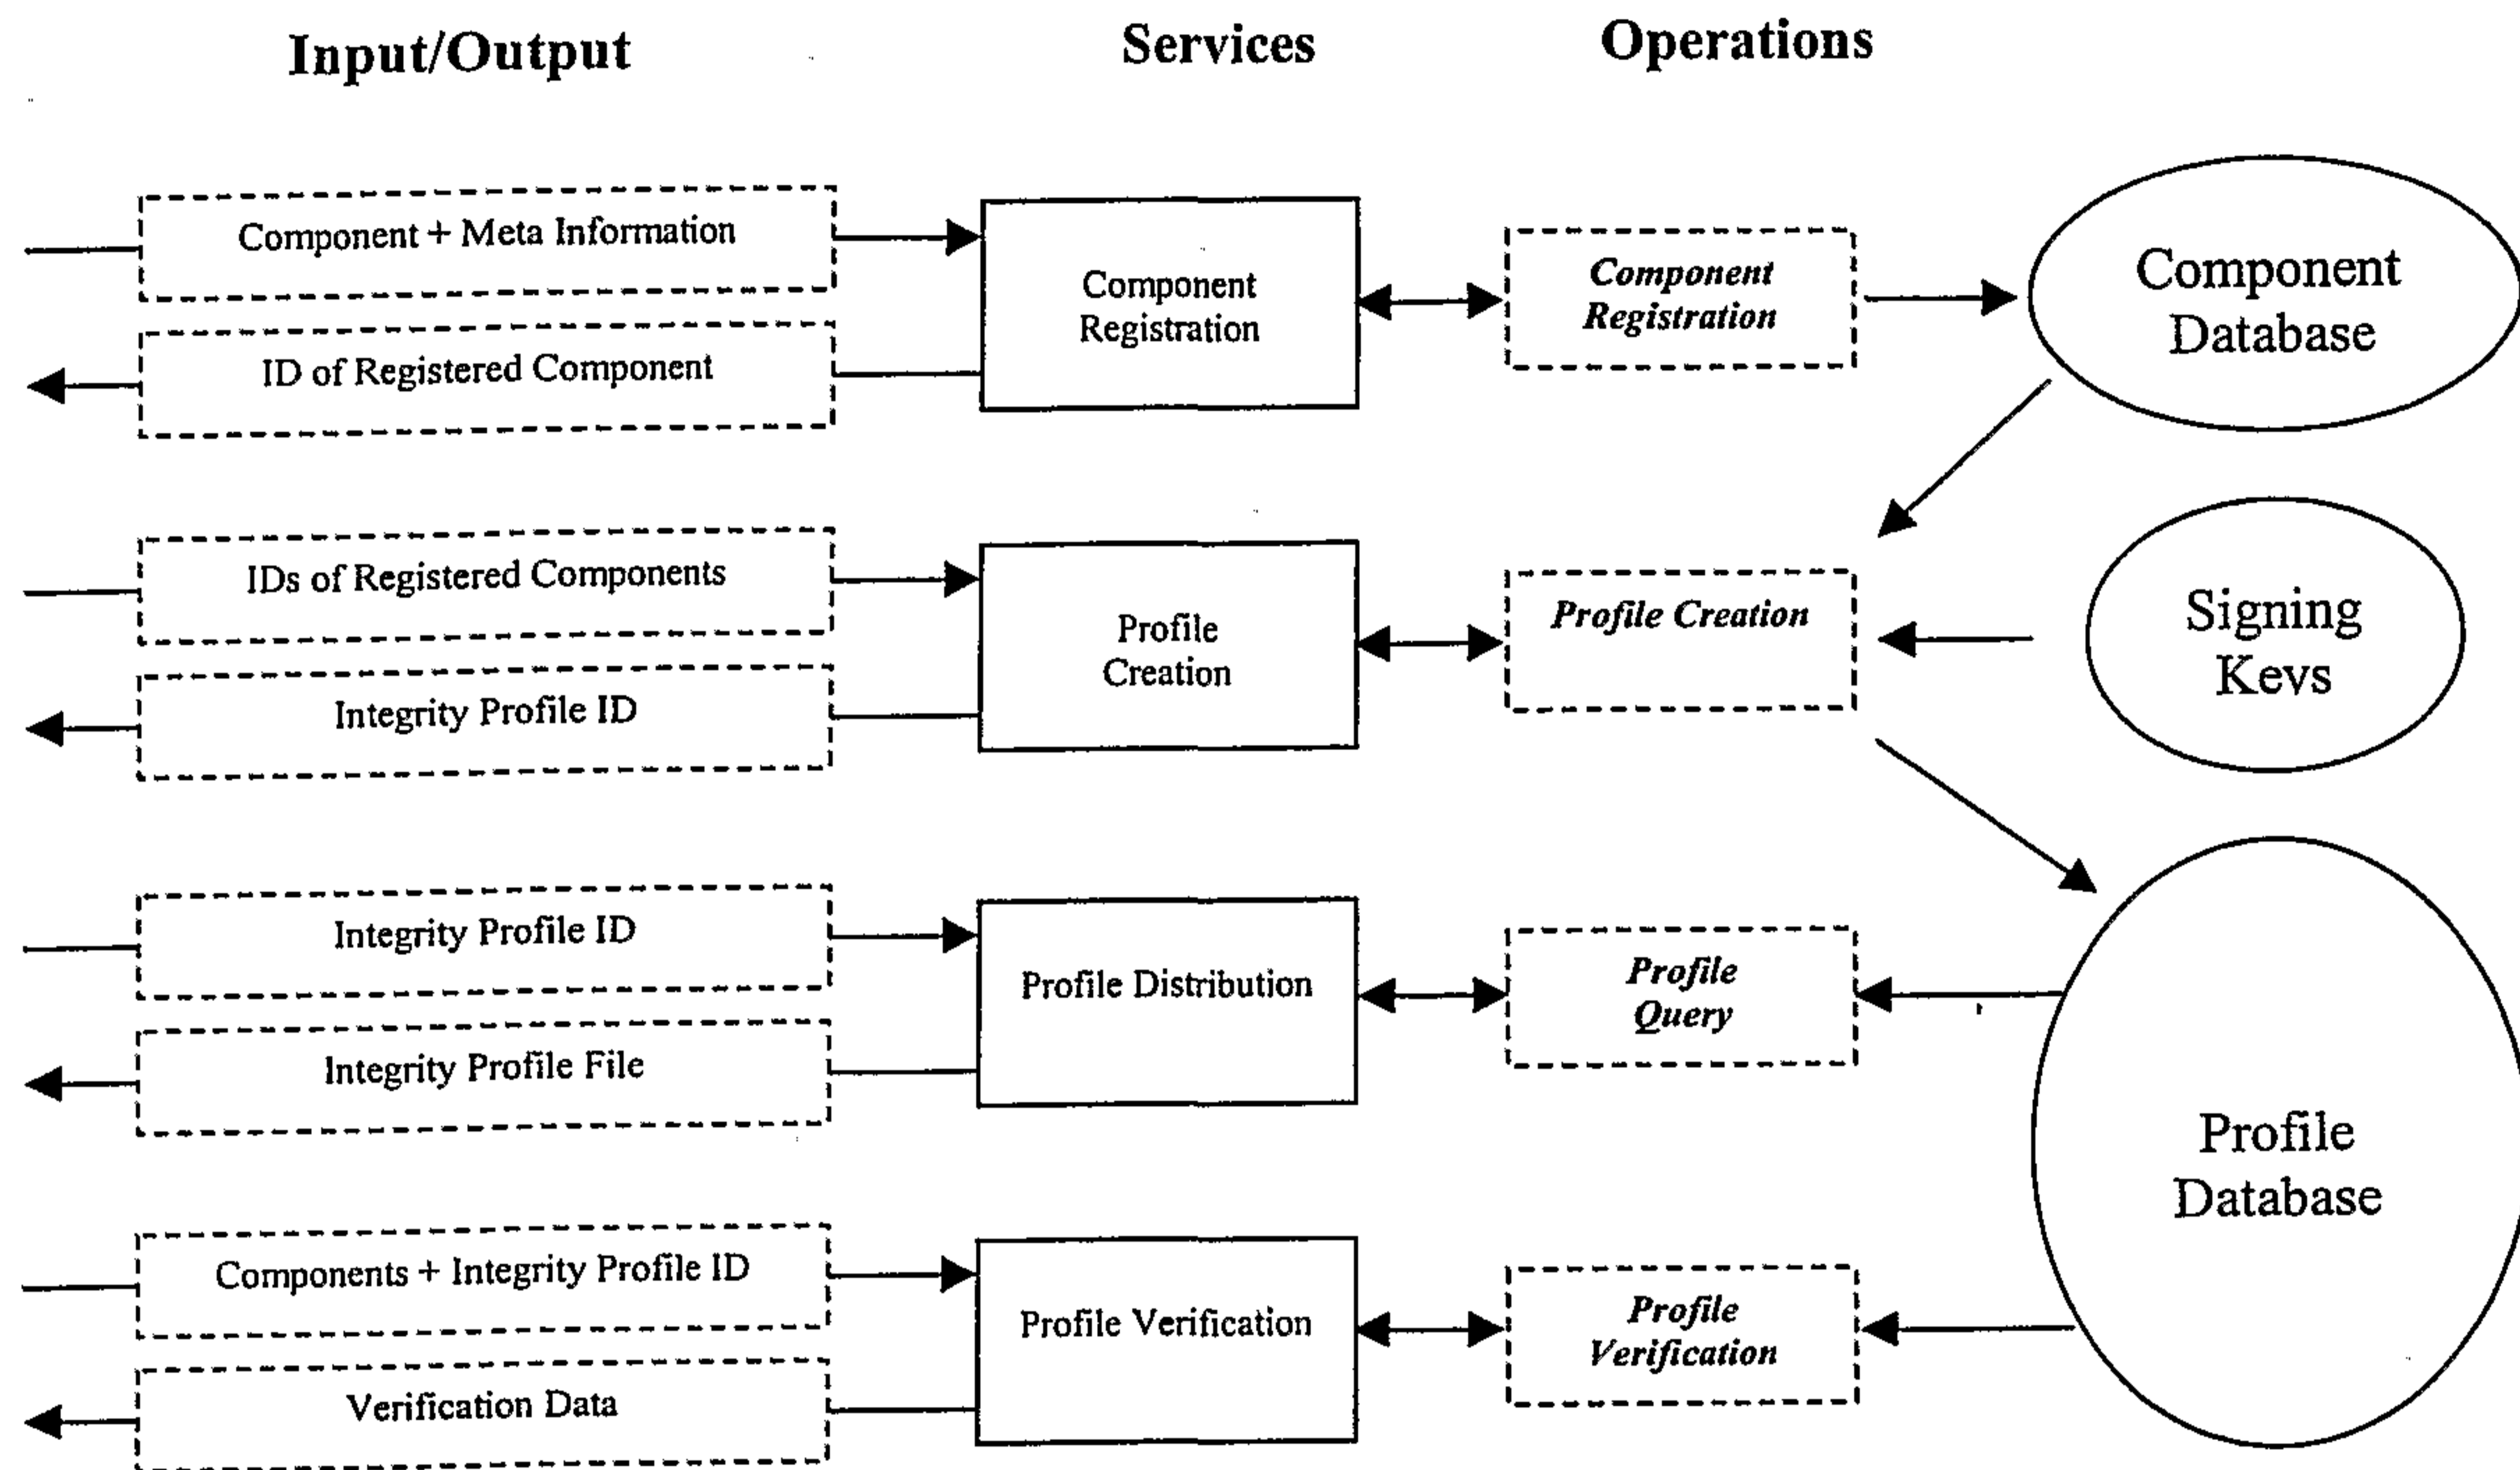 Input/Output
Services
Operations
Component + Meta Information
ID of Registered Component
Component
Registration
Component
Registration
Component
Database
IDs of Registered Components
Integrity Profile ID
Profile
Creation
Profile Creation
Signing
Keys
Integrity Profile ID
Integrity Profile File
Profile Distribution
Profile
Query
Profile
Database
Components + Integrity Profile ID
Verification Data
Profile Verification
Profile
Verification